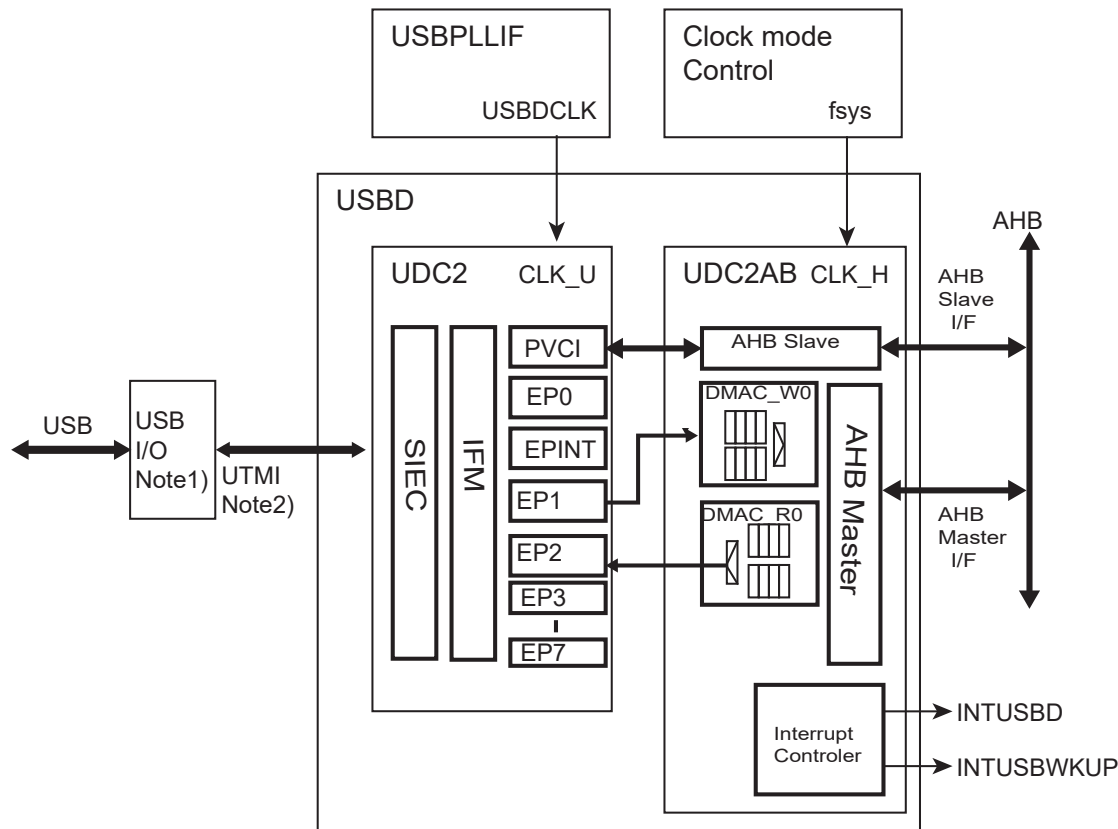 USBPLLIF
USBDCLK
Clock mode
Control
fsys
USBD
AHB
UDC2
CLK_U
UDC2AB
CLK_H
AHB
Slave
I/F
PVCI
AHB Slave
EP0
DMAC_W0
USB
USB
I/O
Note1)
UTMI
Note2)
SIEC
IFM
EPINT
EP1
AHB Master
DMAC_R0
AHB
Master
I/F
EP2
EP3
EP7
Interrupt
Controler
INTUSBD
INTUSBWKUP